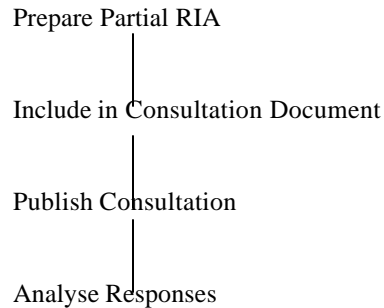 Prepare Partial RIA
Include in Consultation Document
Publish Consultation
Analyse Responses